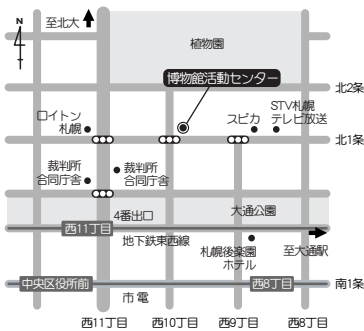 至北大
N
植物園
博物館活動センター
北2条
ロイトン
札幌
スピカ
STV札幌
テレビ放送
北1条
裁判所
合同庁舎
裁判所
合同庁舎
4番出口
大通公園
西11丁目
地下鉄東西線
札幌後楽園
ホテル
至大通駅
中央区役所前
西8丁目
南1条
市電
西11丁目
西10丁目
西9丁目
西8丁目